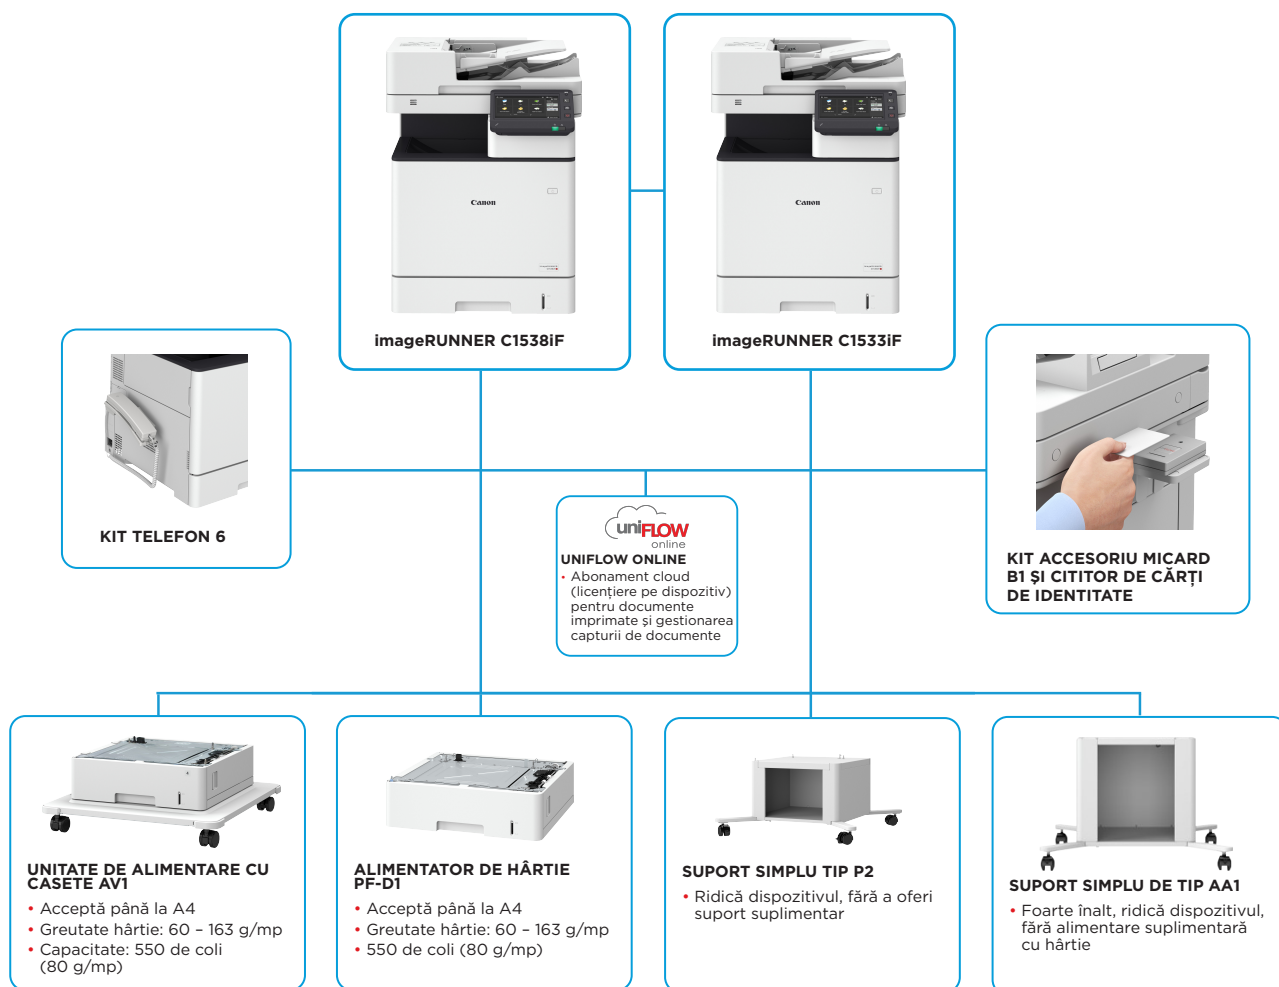 Canon
Canon
imageRUNNER C1538iF
imageRUNNER C1533iF
KIT TELEFON 6
uniFLOW
online
UNIFLOW ONLINE
• Abonament cloud
(licențiere pe dispozitiv)
pentru documente
imprimate și gestionarea
capturii de documente
KIT ACCESORIU MICARD
B1 ȘI CITITOR DE CĂRȚI
DE IDENTITATE
UNITATE DE ALIMENTARE CU
CASETE AV1
• Acceptă până la A4
• Greutate hârtie: 60 – 163 g/mp
• Capacitate: 550 de coli
(80 g/mp)
ALIMENTATOR DE HÂRTIE
PF-D1
• Acceptă până la A4
• Greutate hârtie: 60 – 163 g/mp
• 550 de coli (80 g/mp)
SUPORT SIMPLU TIP P2
• Ridică dispozitivul, fără a oferi
suport suplimentar
SUPORT SIMPLU DE TIP AA1
• Foarte înalt, ridică dispozitivul,
fără alimentare suplimentară
cu hârtie